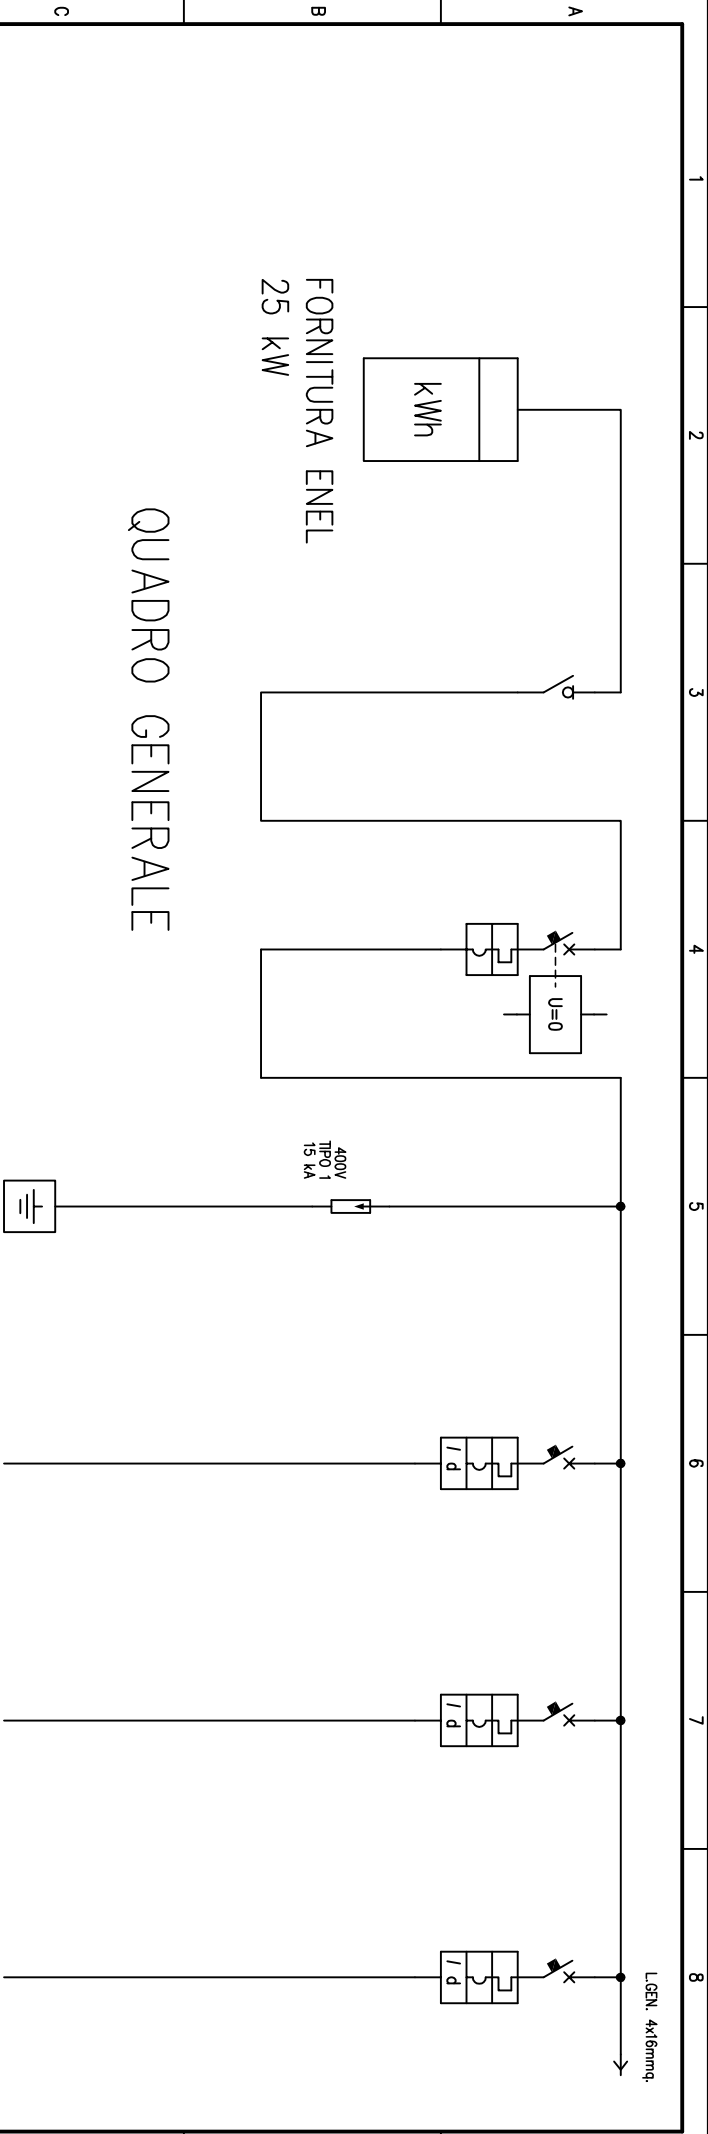 1
2
3
4
5
6
7
8
A
B
C
L.GEN. 4x16mmq.
kWh
FORNITURA ENEL
25 kW
U=0
400V
TIPO 1
15 kA
I d
I d
I d
QUADRO GENERALE